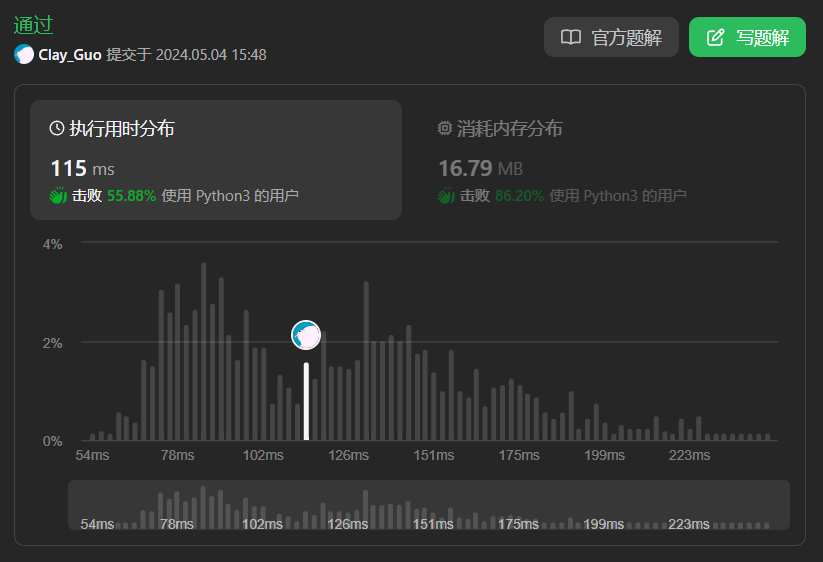 通过
官方题解
写题解
Clay_Guo 提交于 2024.05.04 15:48
执行用时分布
消耗内存分布
115 ms
16.79 MB
击败 55.88% 使用 Python3 的用户
击败 86.20% 使用 Python3 的用户
4%
2%
0%
54ms 78ms 102ms 126ms 151ms 175ms 199ms 223ms
54ms 78ms 102ms 126ms 151ms 175ms 199ms 223ms